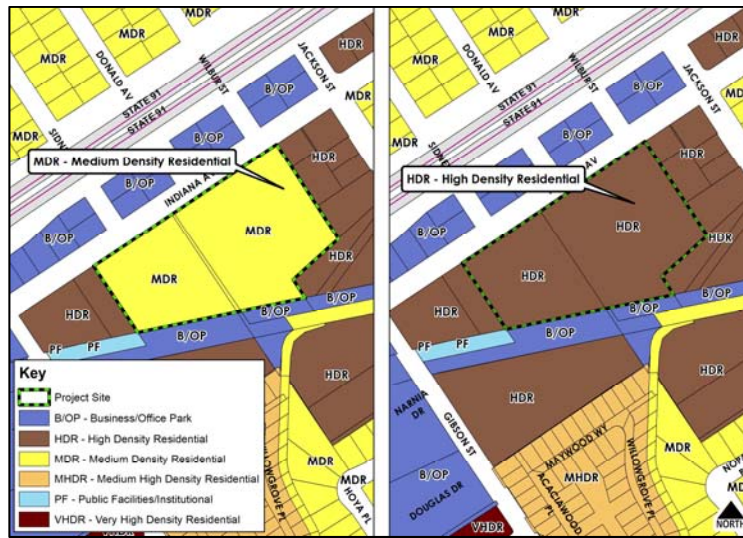 MDR
MDR
MDR
DONALD AV
WILBUR ST
JACKSON ST
HDR
MDR
STATE 91
STATE 91
B/OP
B/OP
B/OP
B/OP
MDR - Medium Density Residential
INDIANA AV
HDR
MDR
MDR
HDR
HDR
B/OP
B/OP
B/OP
PF
PF
HDR
MDR
HOYA PL
Key
Project Site
B/OP - Business/Office Park
HDR - High Density Residential
MDR - Medium Density Residential
MHDR - Medium High Density Residential
PF - Public Facilities/Institutional
VHDR - Very High Density Residential
MDR
MDR
MDR
DONALD AV
WILBUR ST
JACKSON ST
HDR
MDR
STATE 91
STATE 91
B/OP
B/OP
B/OP
AV
HDR - High Density Residential
HDR
HDR
HDR
HDR
HDR
B/OP
B/OP
B/OP
PF
PF
HDR
HDR
NARNIA DR
GIBSON ST
MAYWOOD WY
WILLOWGROVE PL
ACACIAWOOD PL
MHDR
MDR
B/OP
DOUGLAS DR
VHDR
NORTH